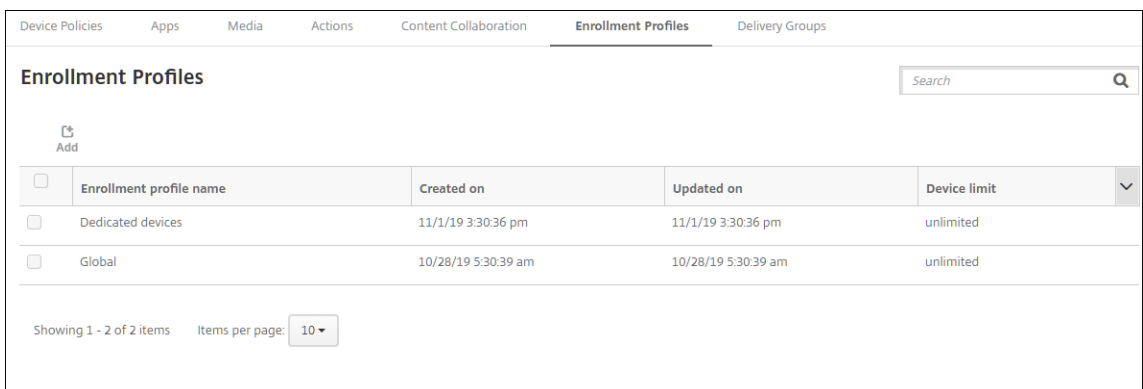 Device Policies Apps Media Actions Content Collaboration Enrollment Profiles Delivery Groups
Enrollment Profiles
Search
Add
Enrollment profile name Created on Updated on Device limit
Dedicated devices 11/1/19 3:30:36 pm 11/1/19 3:30:36 pm unlimited
Global 10/28/19 5:30:39 am 10/28/19 5:30:39 am unlimited
Showing 1 - 2 of 2 items Items per page: 10